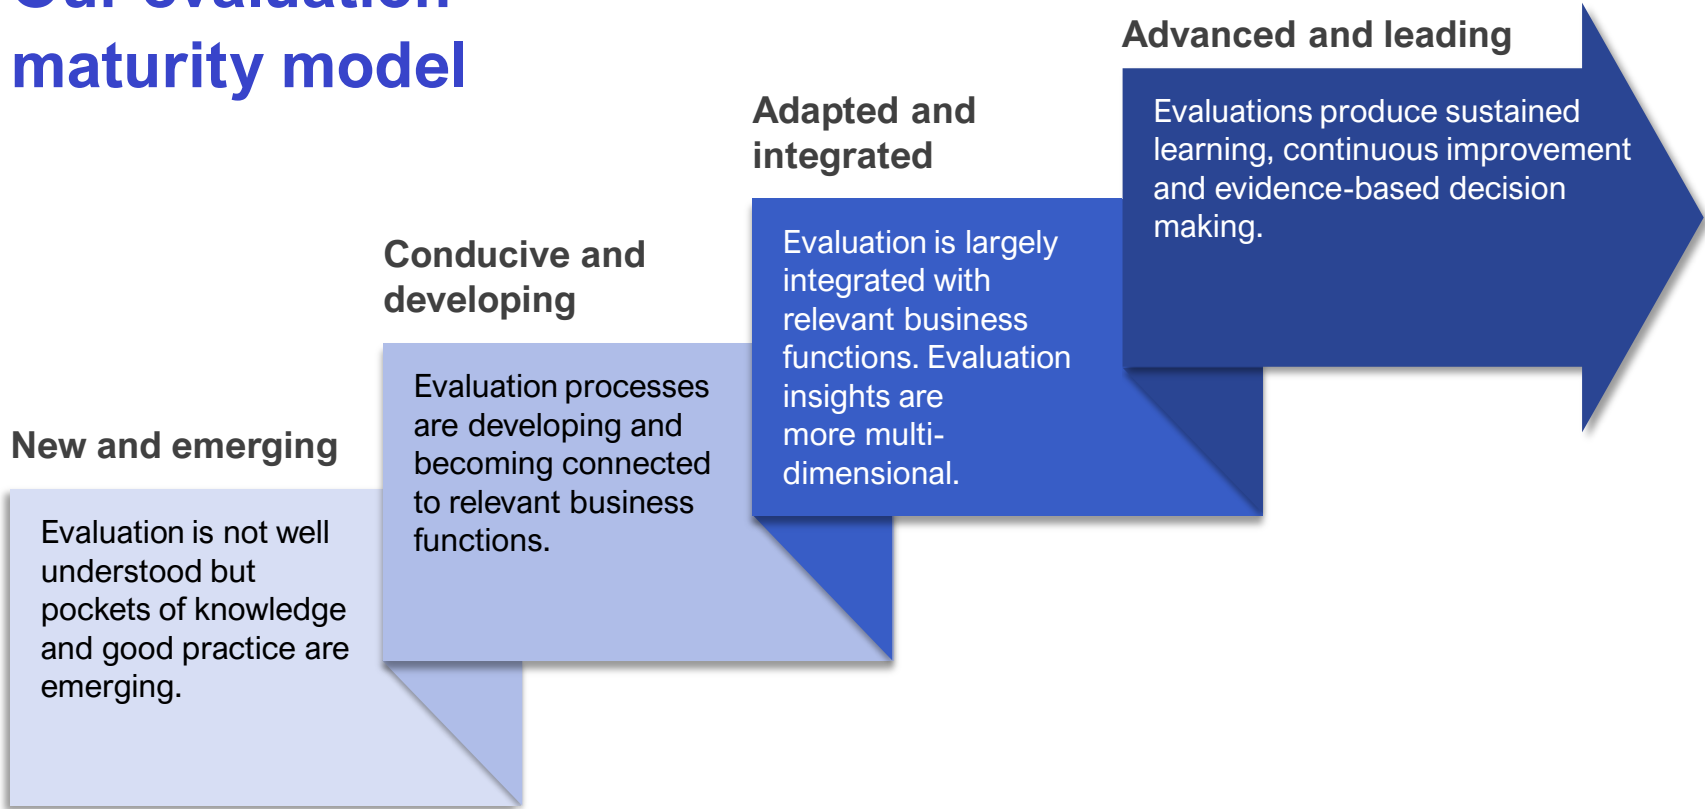 Our evaluation
maturity model
New and emerging
Evaluation is not well
understood but
pockets of knowledge
and good practice are
emerging.
Conducive and
developing
Evaluation processes
are developing and
becoming connected
to relevant business
functions.
Adapted and
integrated
Evaluation is largely
integrated with
relevant business
functions. Evaluation
insights are
more multi-
dimensional.
Advanced and leading
Evaluations produce sustained
learning, continuous improvement
and evidence-based decision
making.